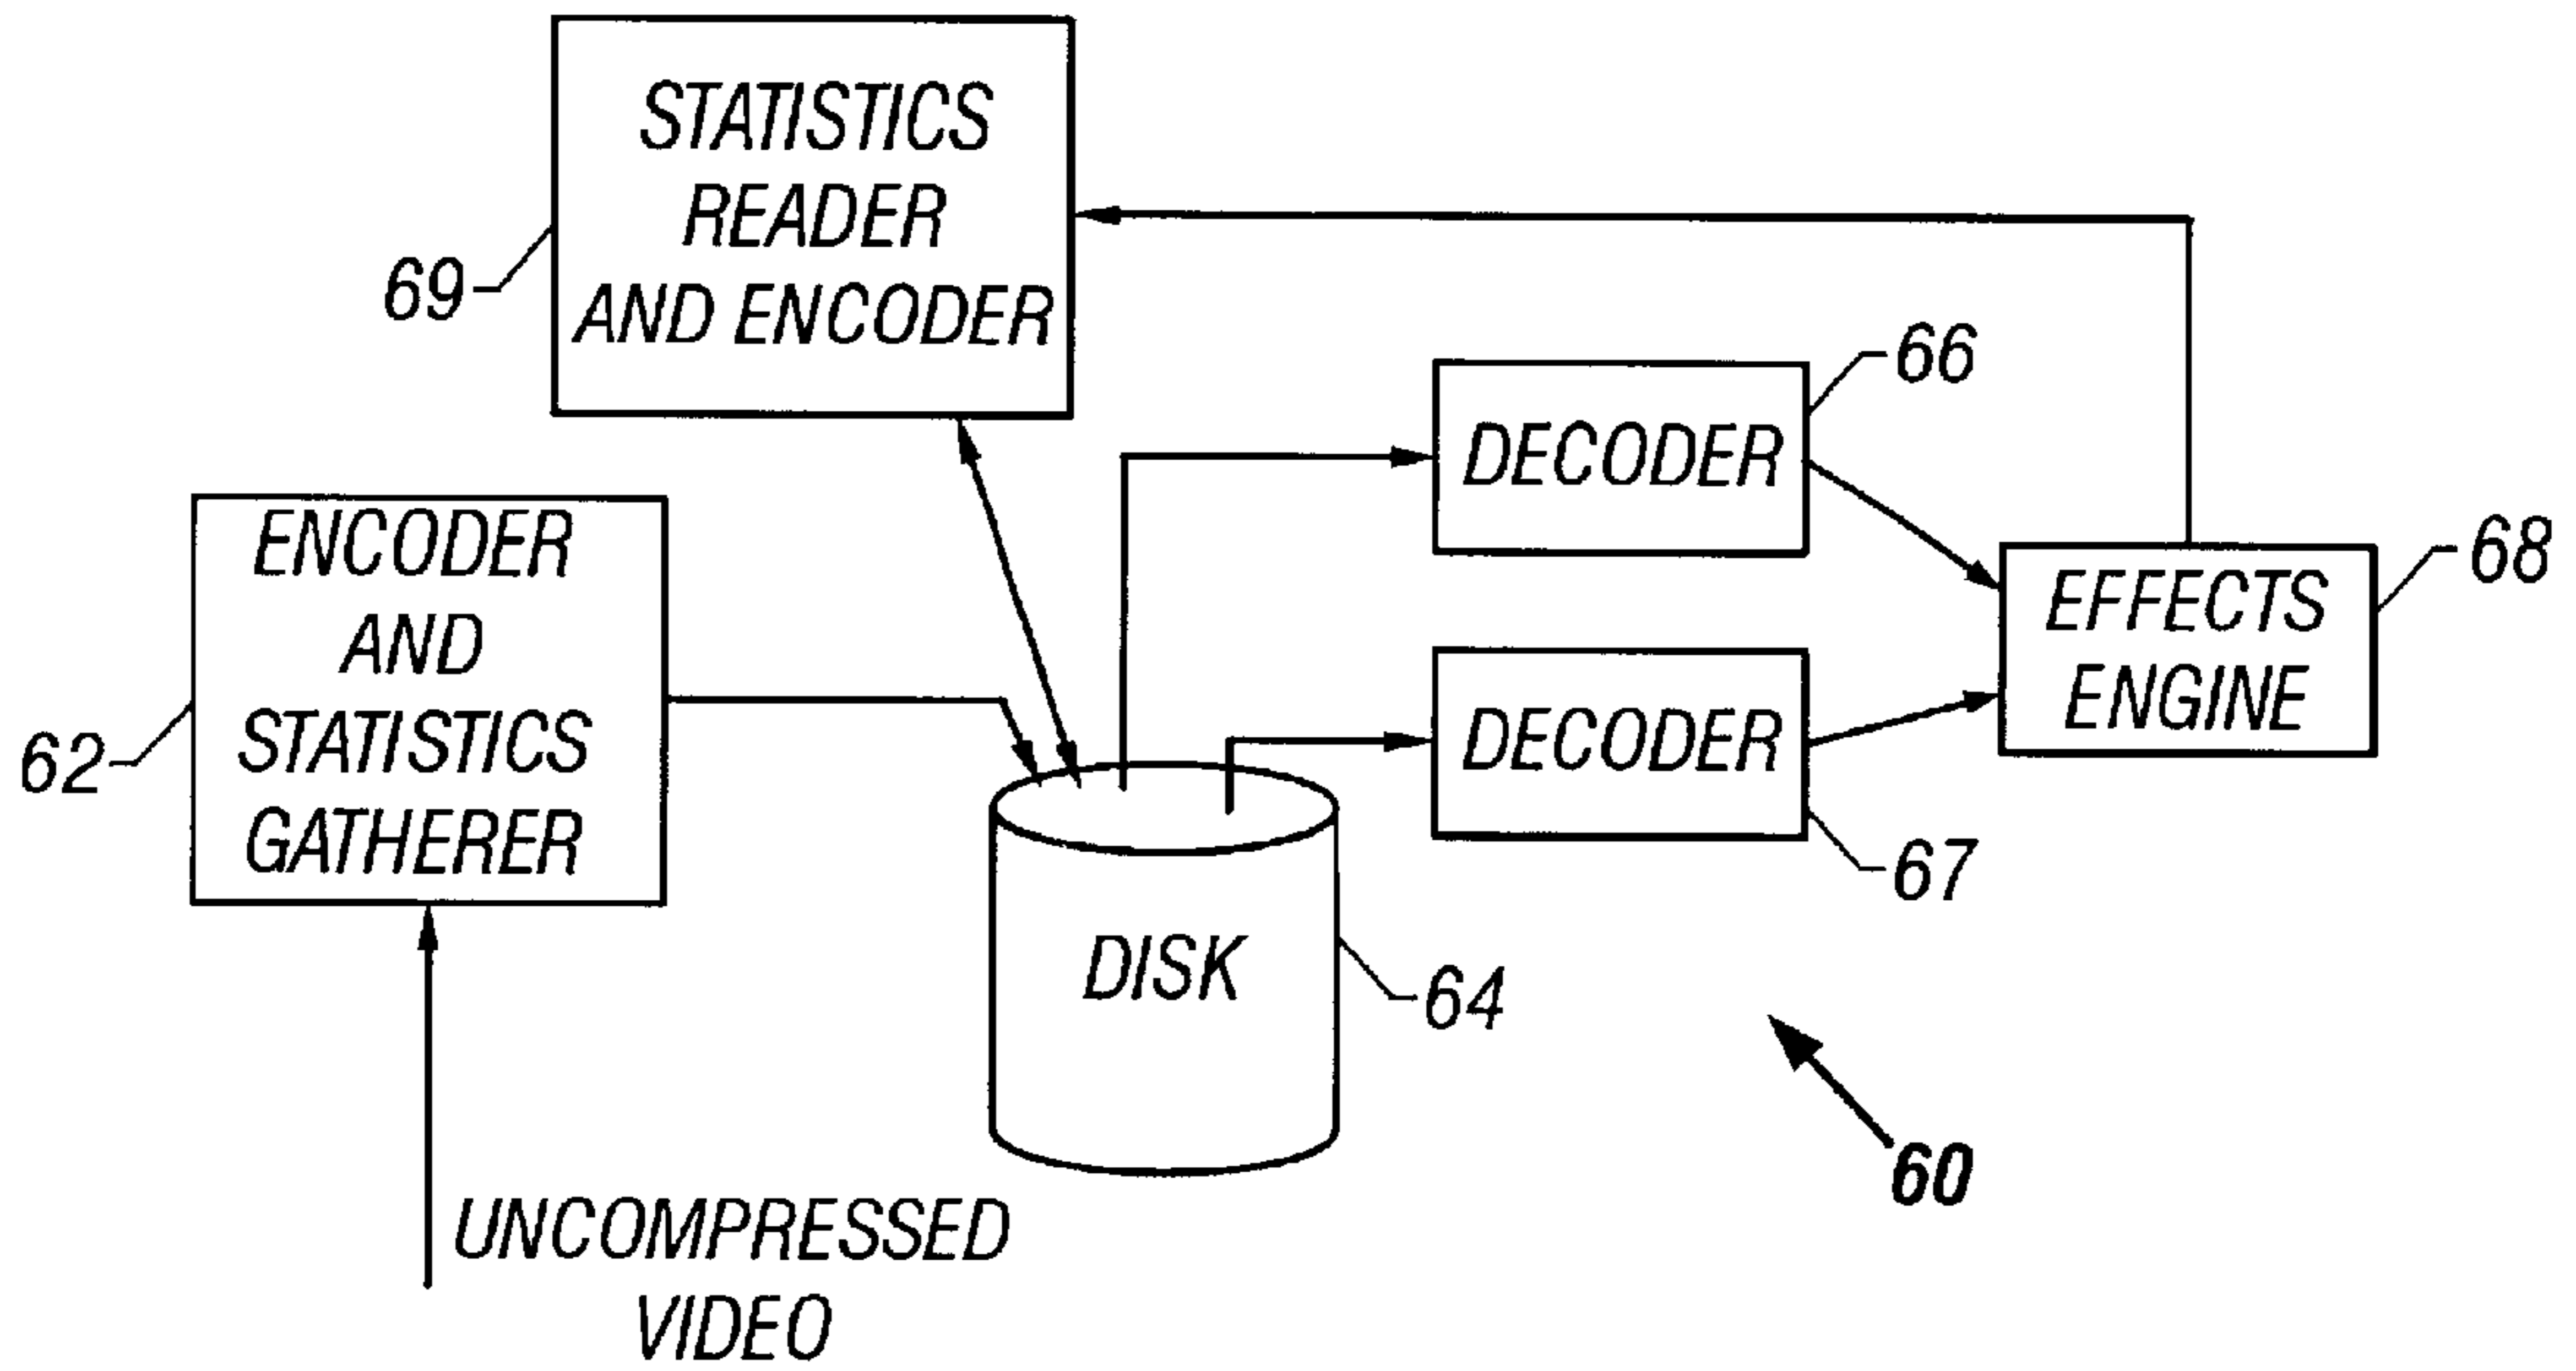 STATISTICS
READER
AND ENCODER
69
66
DECODER
ENCODER
AND
STATISTICS
GATHERER
62
68
EFFECTS
ENGINE
DECODER
67
DISK
64
60
UNCOMPRESSED
VIDEO